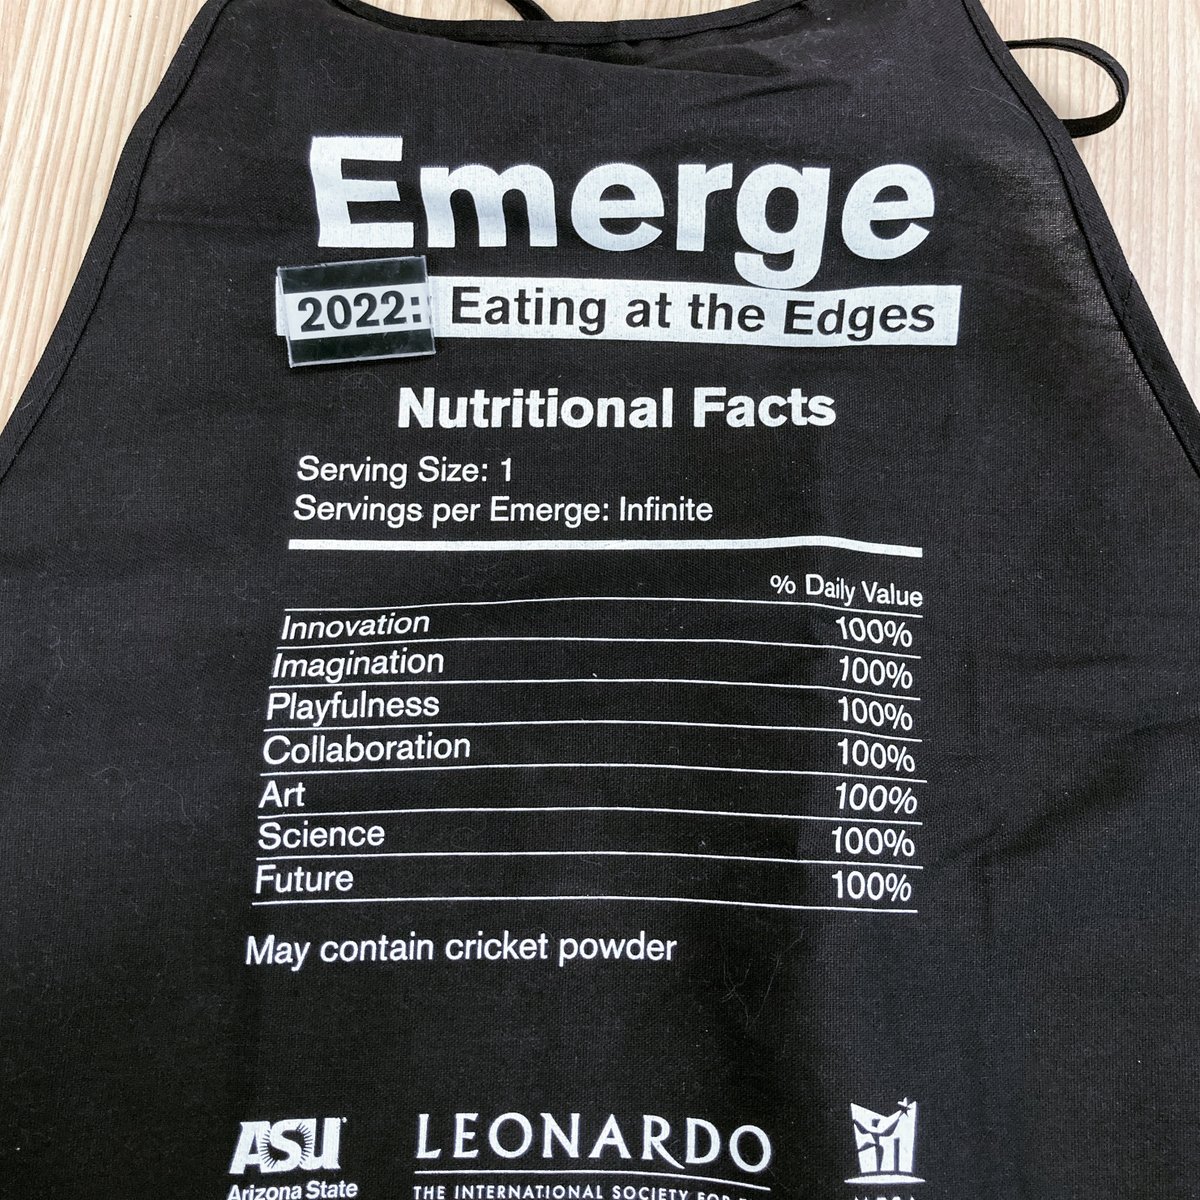 Emerge
2022: Eating at the Edges
Nutritional Facts
Serving Size: 1
Servings per Emerge: Infinite
% Daily Value
Innovation 100%
Imagination 100%
Playfulness 100%
Collaboration 100%
Art 100%
Science 100%
Future 100%
May contain cricket powder
ASU
Arizona State
LEONARDO
THE INTERNATIONAL SOCIETY FOR